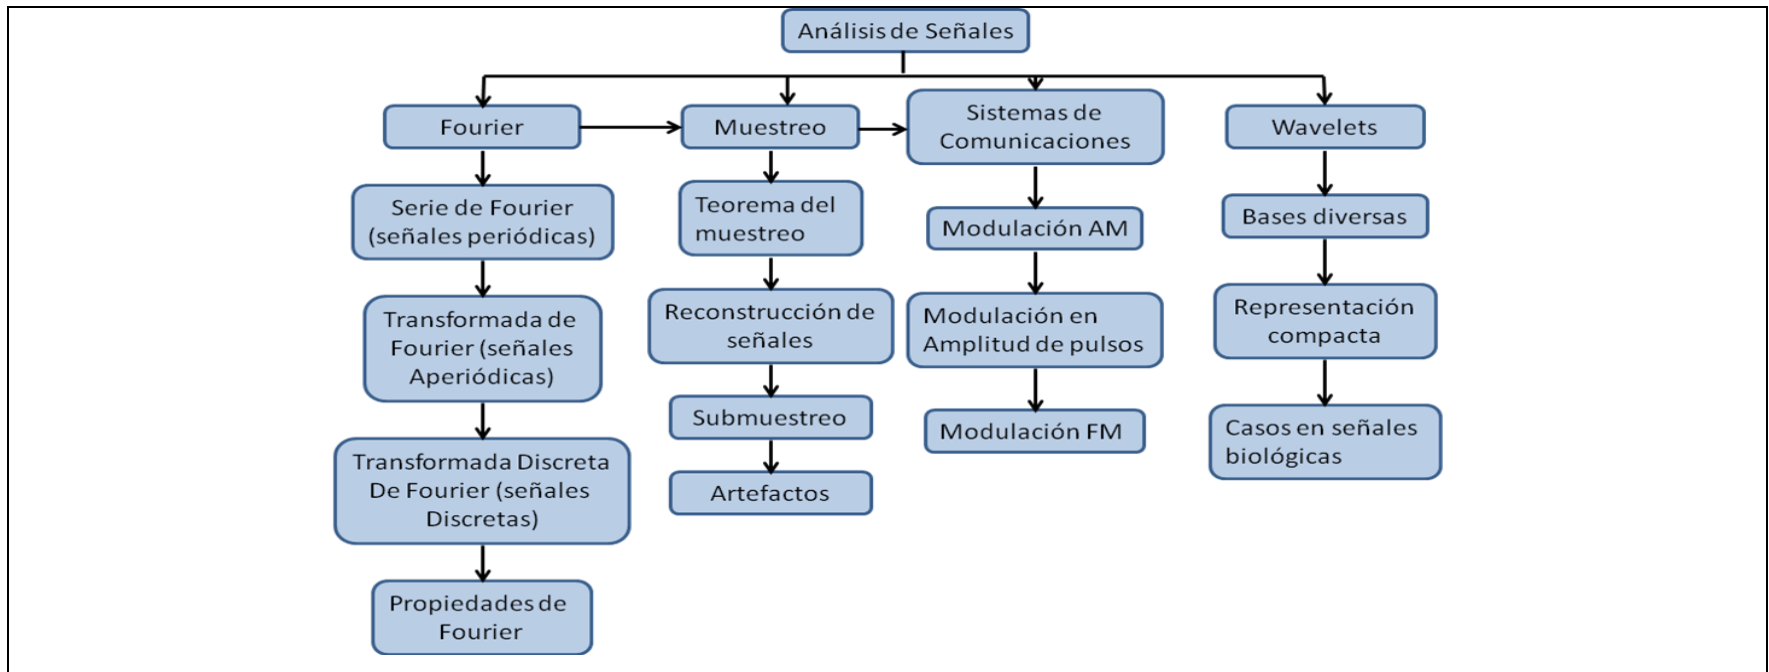 Análisis de Señales
Fourier
Muestreo
Sistemas de
Comunicaciones
Wavelets
Serie de Fourier
(señales periódicas)
Transformada de
Fourier (señales
Aperiódicas)
Transformada Discreta
De Fourier (señales
Discretas)
Propiedades de
Fourier
Teorema del
muestreo
Reconstrucción de
señales
Submuestreo
Artefactos
Modulación AM
Modulación en
Amplitud de pulsos
Modulación FM
Bases diversas
Representación
compacta
Casos en señales
biológicas